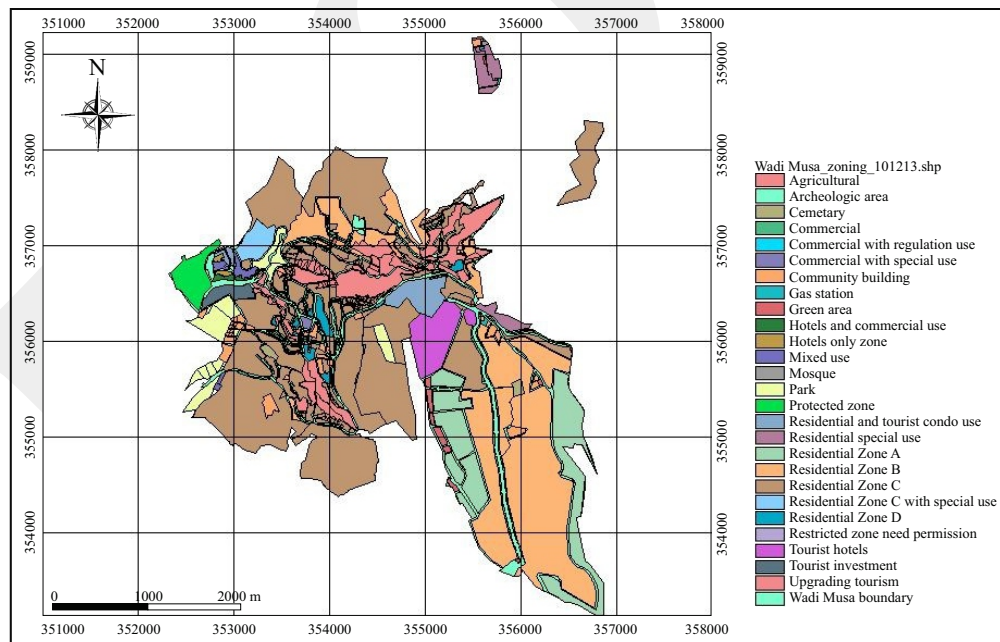 351000 352000 353000 354000 355000 356000 357000 358000
359000
358000
357000
356000
355000
354000
N
359000
358000
357000
356000
355000
354000
0 1000 2000 m
351000 352000 353000 354000 355000 356000 357000 358000
Wadi Musa_zoning_101213.shp
Agricultural
Archeologic area
Cemetary
Commercial
Commercial with regulation use
Commercial with special use
Community building
Gas station
Green area
Hotels and commercial use
Hotels only zone
Mixed use
Mosque
Park
Protected zone
Residential and tourist condo use
Residential special use
Residential Zone A
Residential Zone B
Residential Zone C
Residential Zone C with special use
Residential Zone D
Restricted zone need permission
Tourist hotels
Tourist investment
Upgrading tourism
Wadi Musa boundary